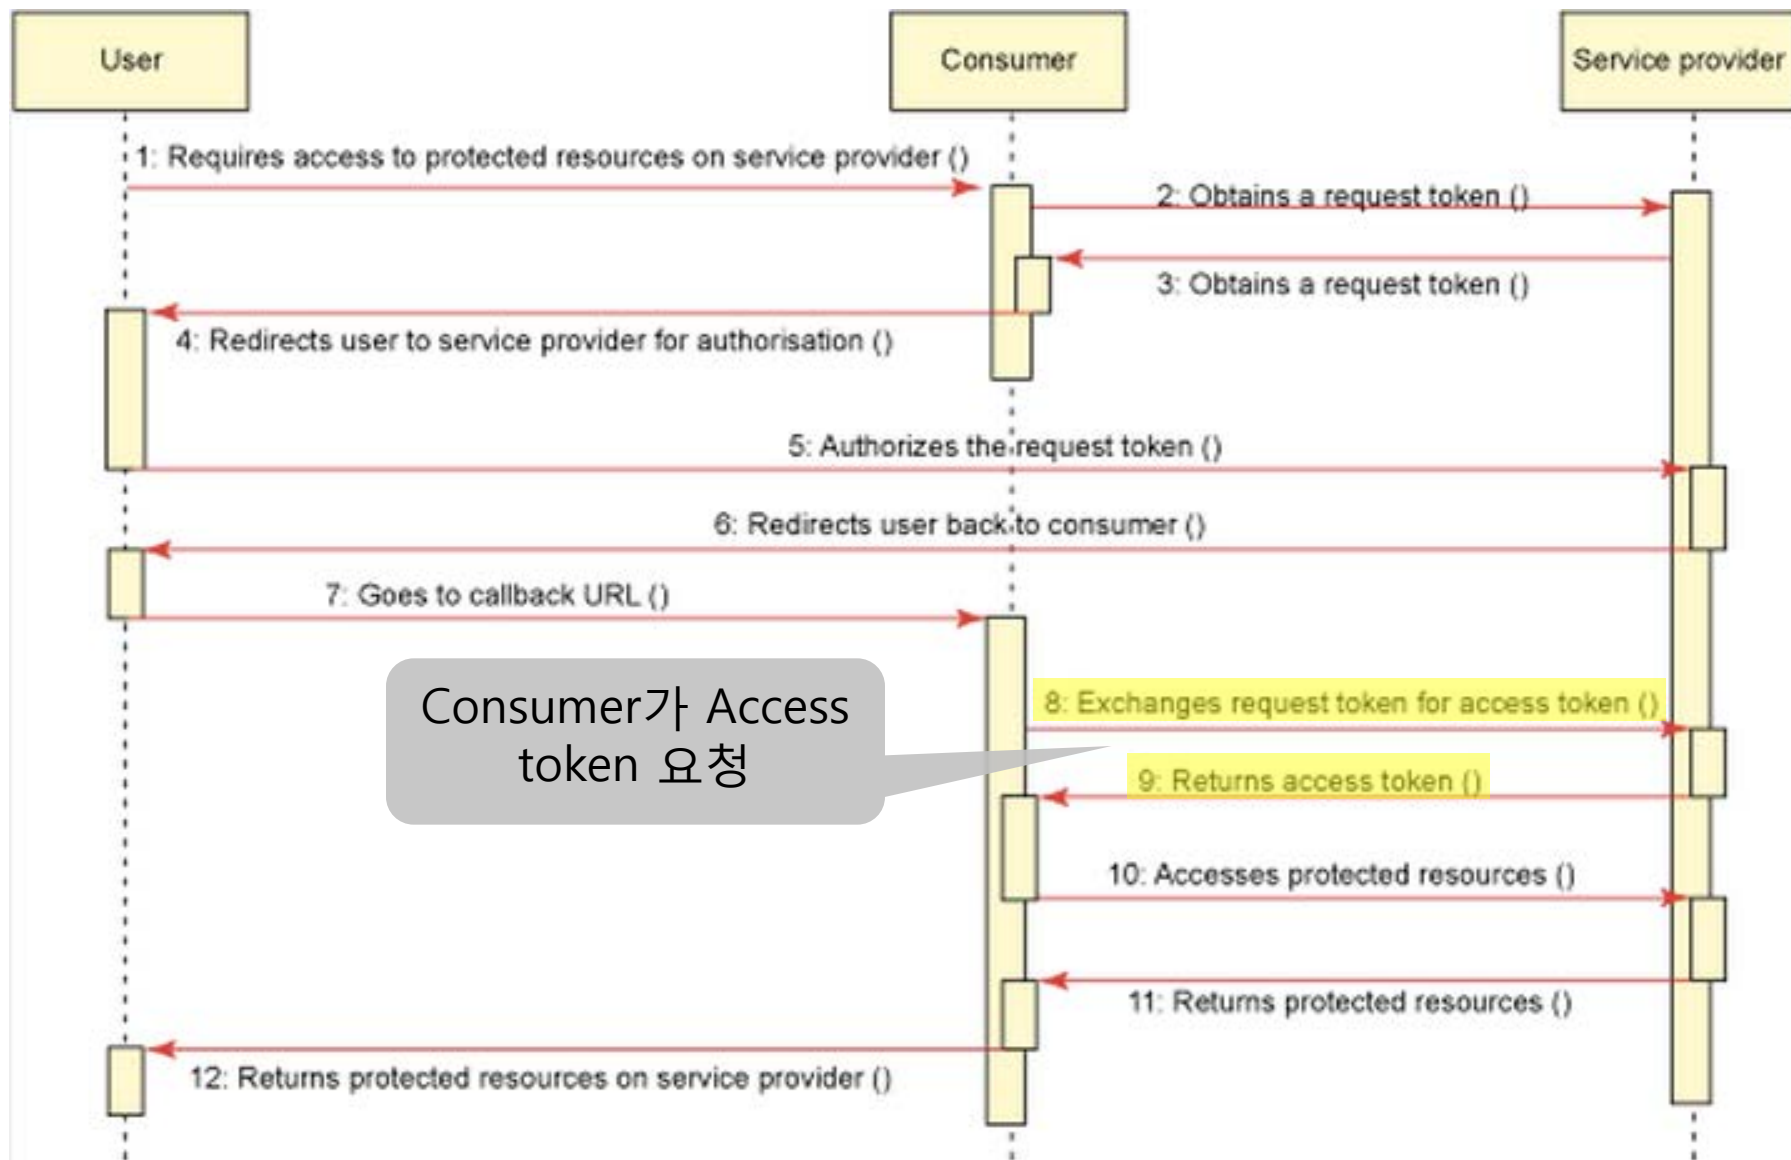 User
Consumer
Service provider
1: Requires access to protected resources on service provider ()
2: Obtains a request token ()
3: Obtains a request token ()
4: Redirects user to service provider for authorisation ()
5: Authorizes the request token ()
6: Redirects user back to consumer ()
7: Goes to callback URL ()
Consumer가 Access
token 요청
8: Exchanges request token for access token ()
9: Returns access token ()
10: Accesses protected resources ()
11: Returns protected resources ()
12: Returns protected resources on service provider ()